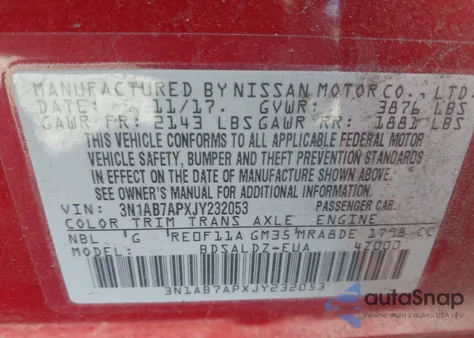 MANUFACTURED BY NISSAN MOTOR CO., LTD.
11/17. GVWR: 3876 LBS
GAWR FR: 2143 LBS GAWR RR: 1881 LBS
THIS VEHICLE CONFORMS TO ALL APPLICABLE FEDERAL MOTOR
VEHICLE SAFETY, BUMPER AND THEFT PREVENTION STANDARDS
IN EFFECT ON THE DATE OF MANUFACTURE SHOWN ABOVE.
SEE OWNER'S MANUAL FOR ADDITIONAL INFORMATION.
VIN: 3N1AB7APXJY232053 PASSENGER CAR
COLOR TRIM TRANS AXLE ENGINE
NBL G RE0F11A GM35 MRA8DE 1798 CC
MODEL: BDSALDZ-EUA 42000
3N1AB7APXJY232053
autaSnap